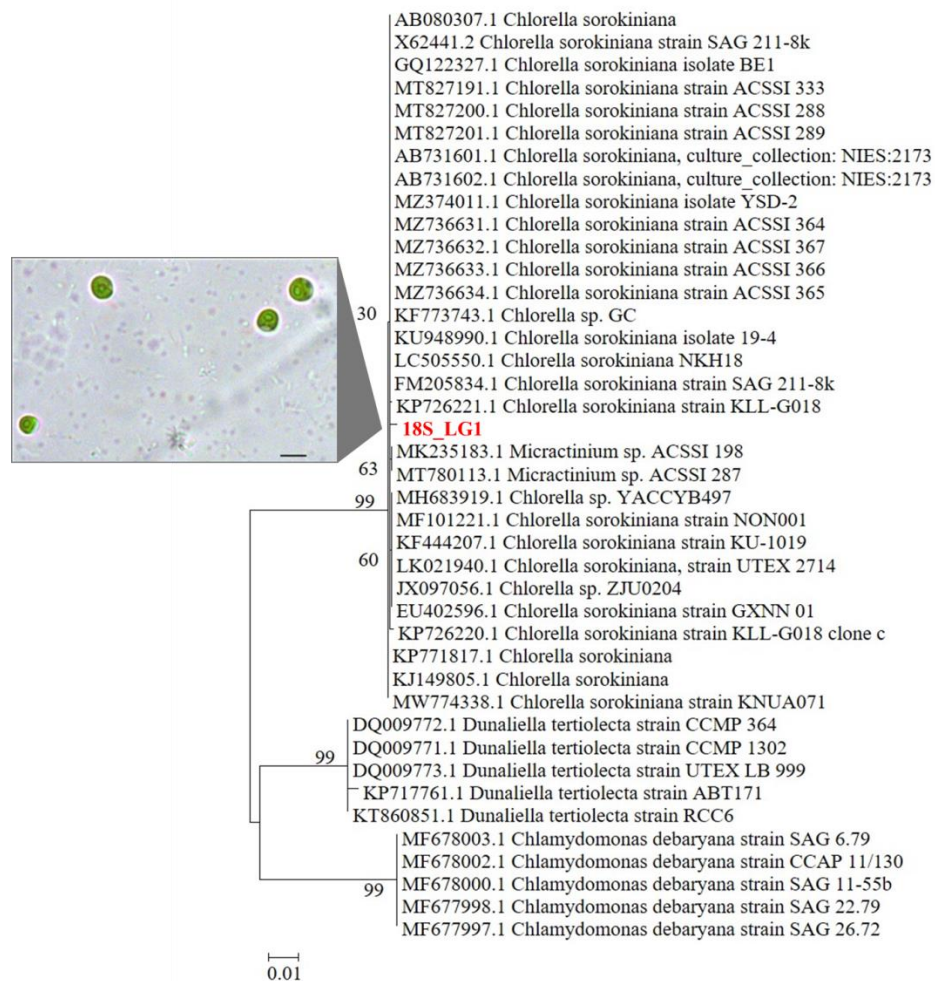 AB080307.1 Chlorella sorokiniana
X62441.2 Chlorella sorokiniana strain SAG 211-8k
GQ122327.1 Chlorella sorokiniana isolate BE1
MT827191.1 Chlorella sorokiniana strain ACSSI 333
MT827200.1 Chlorella sorokiniana strain ACSSI 288
MT827201.1 Chlorella sorokiniana strain ACSSI 289
AB731601.1 Chlorella sorokiniana, culture_collection: NIES:2173
AB731602.1 Chlorella sorokiniana, culture_collection: NIES:2173
MZ374011.1 Chlorella sorokiniana isolate YSD-2
MZ736631.1 Chlorella sorokiniana strain ACSSI 364
MZ736632.1 Chlorella sorokiniana strain ACSSI 367
MZ736633.1 Chlorella sorokiniana strain ACSSI 366
MZ736634.1 Chlorella sorokiniana strain ACSSI 365
30
KF773743.1 Chlorella sp. GC
KU948990.1 Chlorella sorokiniana isolate 19-4
LC505550.1 Chlorella sorokiniana NKH18
FM205834.1 Chlorella sorokiniana strain SAG 211-8k
KP726221.1 Chlorella sorokiniana strain KLL-G018
18S_LG1
MK235183.1 Micractinium sp. ACSSI 198
63
MT780113.1 Micractinium sp. ACSSI 287
99
MH683919.1 Chlorella sp. YACCYB497
MF101221.1 Chlorella sorokiniana strain NON001
KF444207.1 Chlorella sorokiniana strain KU-1019
60
LK021940.1 Chlorella sorokiniana, strain UTEX 2714
JX097056.1 Chlorella sp. ZJU0204
EU402596.1 Chlorella sorokiniana strain GXNN 01
KP726220.1 Chlorella sorokiniana strain KLL-G018 clone c
KP771817.1 Chlorella sorokiniana
KJ149805.1 Chlorella sorokiniana
MW774338.1 Chlorella sorokiniana strain KNUA071
DQ009772.1 Dunaliella tertiolecta strain CCMP 364
DQ009771.1 Dunaliella tertiolecta strain CCMP 1302
99
DQ009773.1 Dunaliella tertiolecta strain UTEX LB 999
KP717761.1 Dunaliella tertiolecta strain ABT171
KT860851.1 Dunaliella tertiolecta strain RCC6
MF678003.1 Chlamydomonas debaryana strain SAG 6.79
MF678002.1 Chlamydomonas debaryana strain CCAP 11/130
99
MF678000.1 Chlamydomonas debaryana strain SAG 11-55b
MF677998.1 Chlamydomonas debaryana strain SAG 22.79
MF677997.1 Chlamydomonas debaryana strain SAG 26.72
0.01